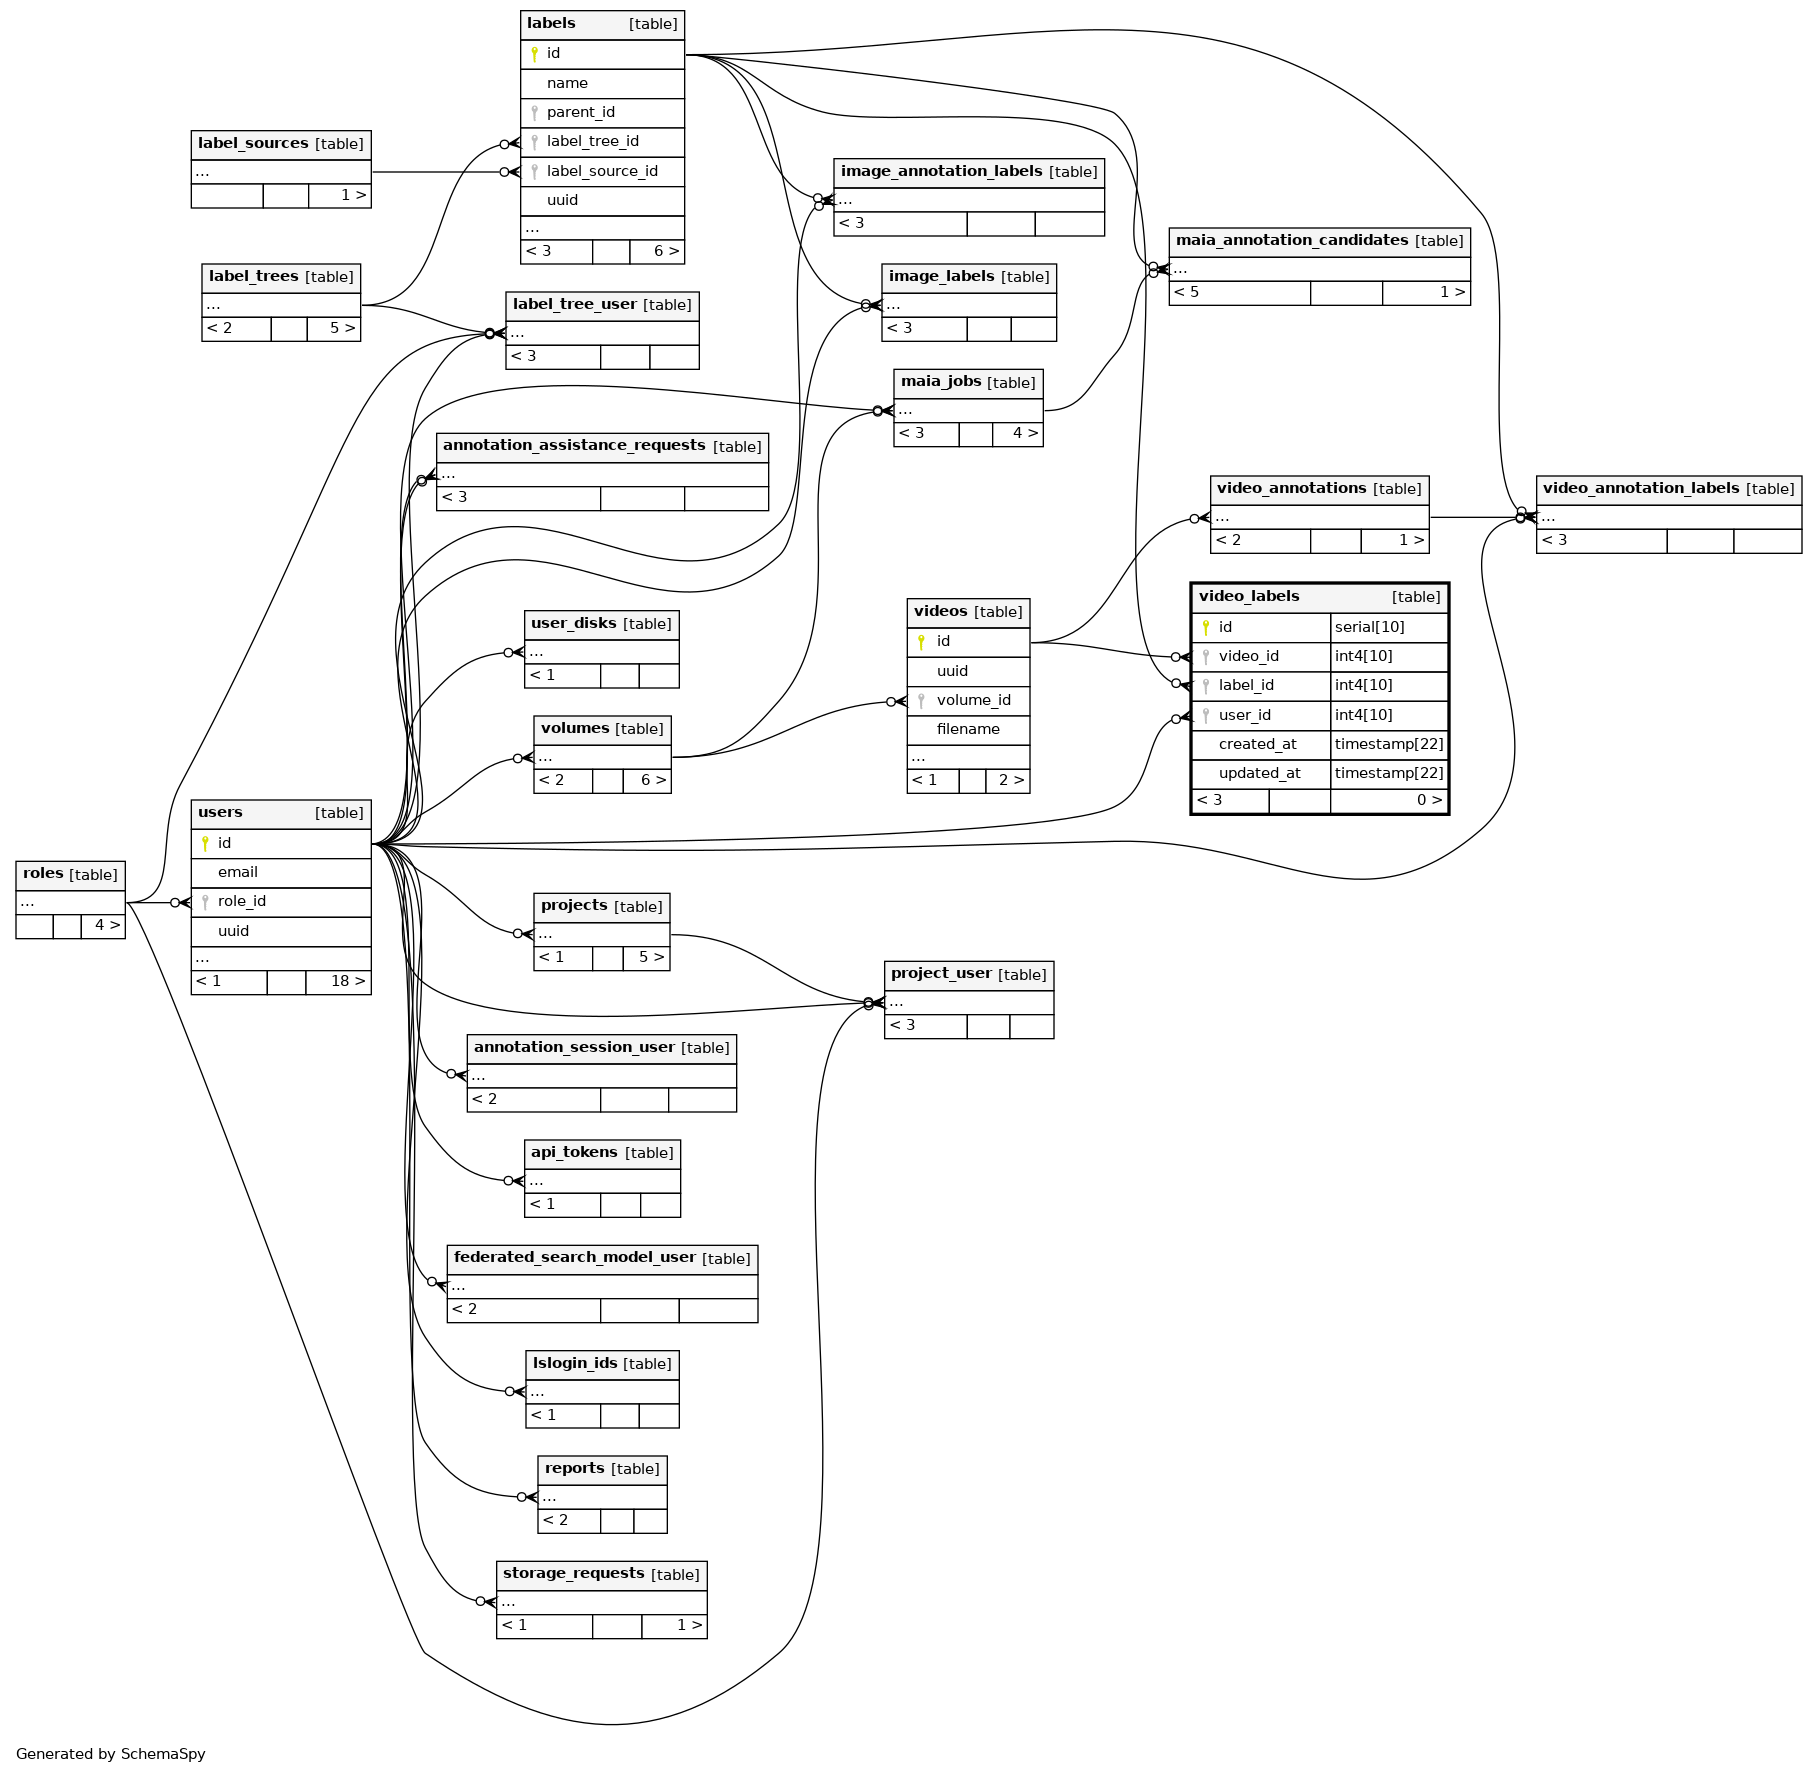 labels [table]
id
name
parent_id
label_tree_id
label_source_id
uuid
...
< 3 6 >
label_sources [table]
...
1 >
label_trees [table]
...
< 2 5 >
label_tree_user [table]
...
< 3
image_annotation_labels [table]
...
< 3
image_labels [table]
...
< 3
maia_annotation_candidates [table]
...
< 5 1 >
maia_jobs [table]
...
< 3 4 >
annotation_assistance_requests [table]
...
< 3
video_annotations [table]
...
< 2 1 >
video_annotation_labels [table]
...
< 3
user_disks [table]
...
< 1
videos [table]
id
uuid
volume_id
filename
...
< 1 2 >
video_labels [table]
id serial[10]
video_id int4[10]
label_id int4[10]
user_id int4[10]
created_at timestamp[22]
updated_at timestamp[22]
< 3 0 >
volumes [table]
...
< 2 6 >
users [table]
id
email
role_id
uuid
...
< 1 18 >
roles [table]
...
4 >
projects [table]
...
< 1 5 >
project_user [table]
...
< 3
annotation_session_user [table]
...
< 2
api_tokens [table]
...
< 1
federated_search_model_user [table]
...
< 2
lslogin_ids [table]
...
< 1
reports [table]
...
< 2
storage_requests [table]
...
< 1 1 >
Generated by SchemaSpy